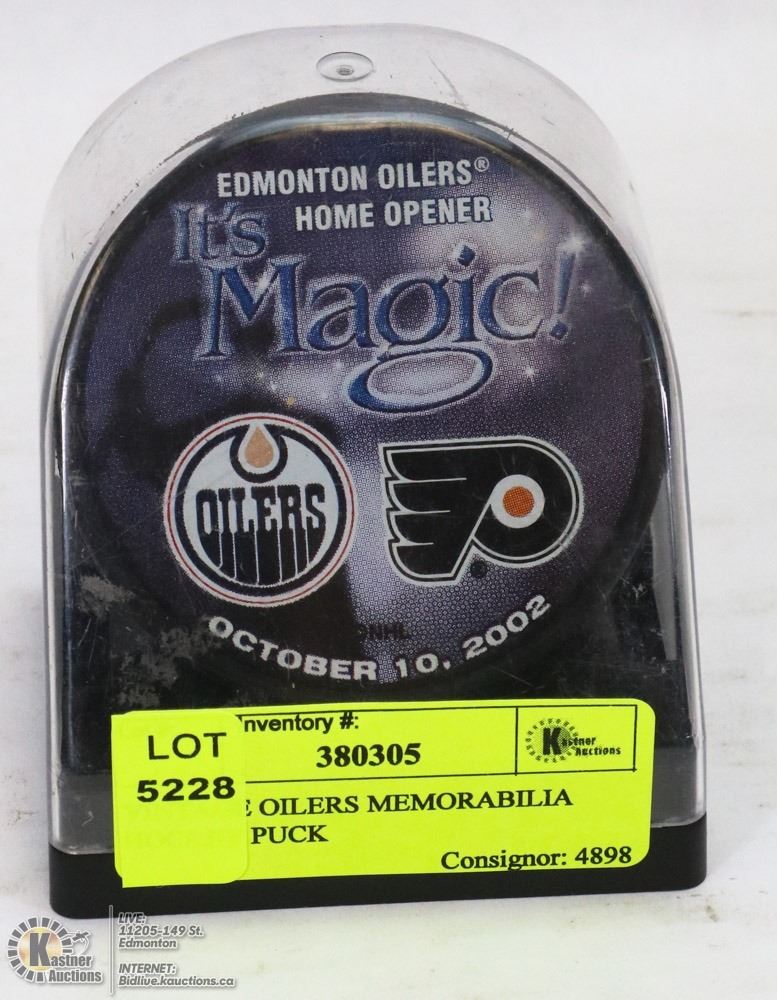 EDMONTON OILERS®
HOME OPENER
It's
Magic!
OILERS
NHL
OCTOBER 10, 2002
LOT
5228
Inventory #:
380305
Kastner
Auctions
OILERS MEMORABILIA
PUCK
Consignor: 4898
Kastner
Auctions
LIVE:
11205-149 St.
Edmonton
INTERNET:
Bidlive.kauctions.ca